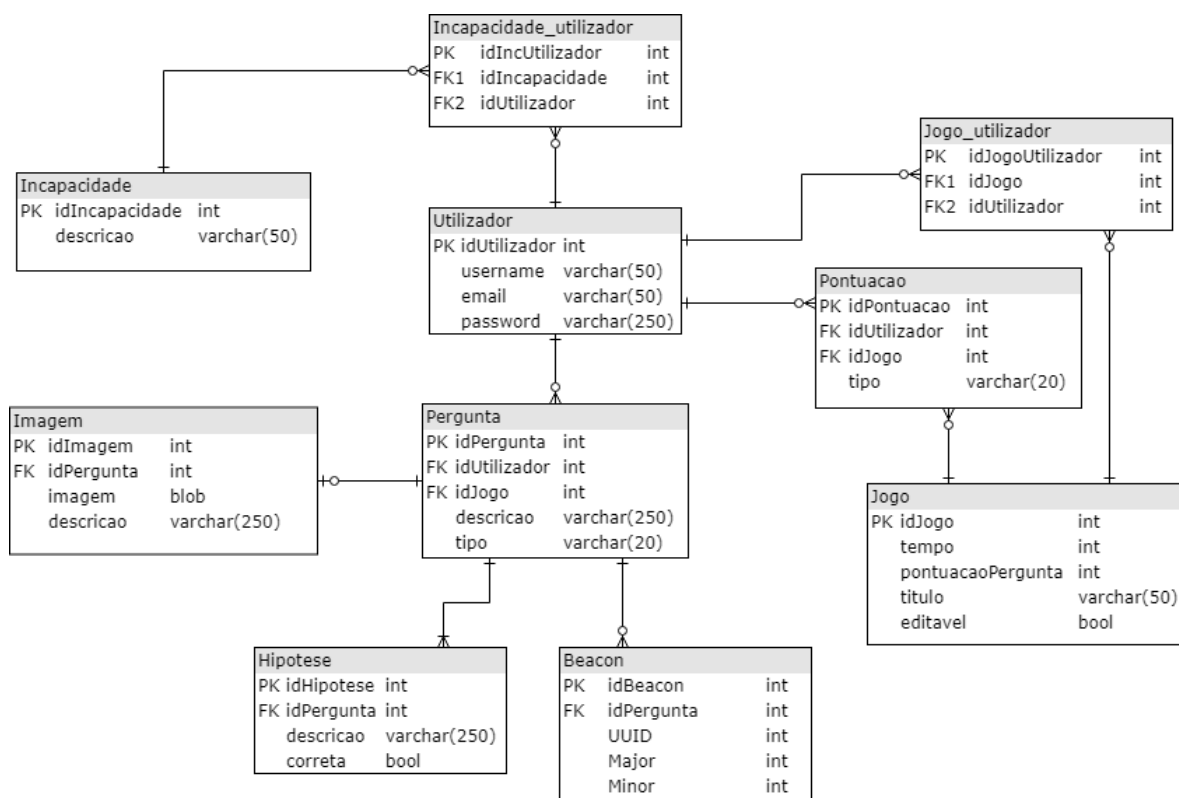 Incapacidade_utilizador
PK idIncUtilizador int
FK1 idIncapacidade int
FK2 idUtilizador int
Jogo_utilizador
PK idJogoUtilizador int
FK1 idJogo int
FK2 idUtilizador int
Incapacidade
PK idIncapacidade int
descricao varchar(50)
Utilizador
PK idUtilizador int
username varchar(50)
email varchar(50)
password varchar(250)
Pontuacao
PK idPontuacao int
FK idUtilizador int
FK idJogo int
tipo varchar(20)
Imagem
PK idImagem int
FK idPergunta int
imagem blob
descricao varchar(250)
Pergunta
PK idPergunta int
FK idUtilizador int
FK idJogo int
descricao varchar(250)
tipo varchar(20)
Jogo
PK idJogo int
tempo int
pontuacaoPergunta int
titulo varchar(50)
editavel bool
Hipotese
PK idHipotese int
FK idPergunta int
descricao varchar(250)
correta bool
Beacon
PK idBeacon int
FK idPergunta int
UUID int
Major int
Minor int